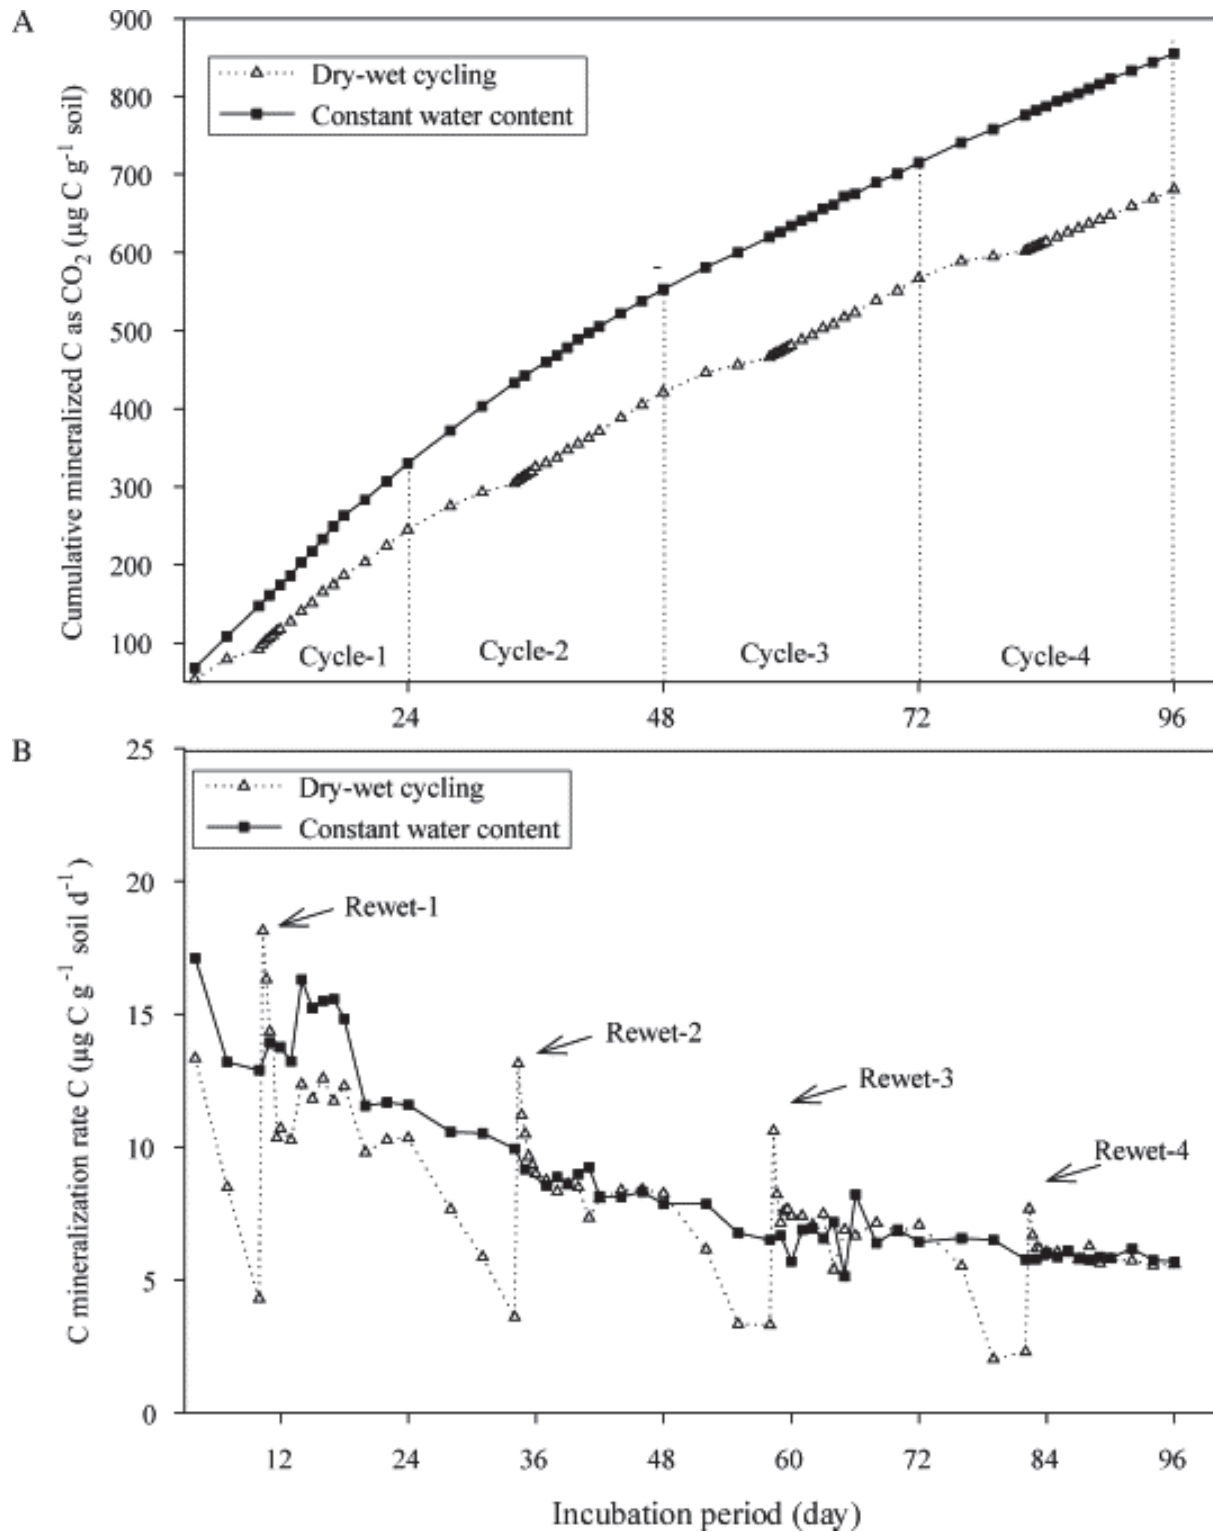 A
900
800
700
600
500
400
300
200
100
Cumulative mineralized C as CO₂ (µg C g⁻¹ soil)
Dry-wet cycling
Constant water content
Cycle-1
Cycle-2
Cycle-3
Cycle-4
24 48 72 96
B
25
20
15
10
5
0
C mineralization rate C (µg C g⁻¹ soil d⁻¹)
Dry-wet cycling
Constant water content
Rewet-1
Rewet-2
Rewet-3
Rewet-4
12 24 36 48 60 72 84 96
Incubation period (day)